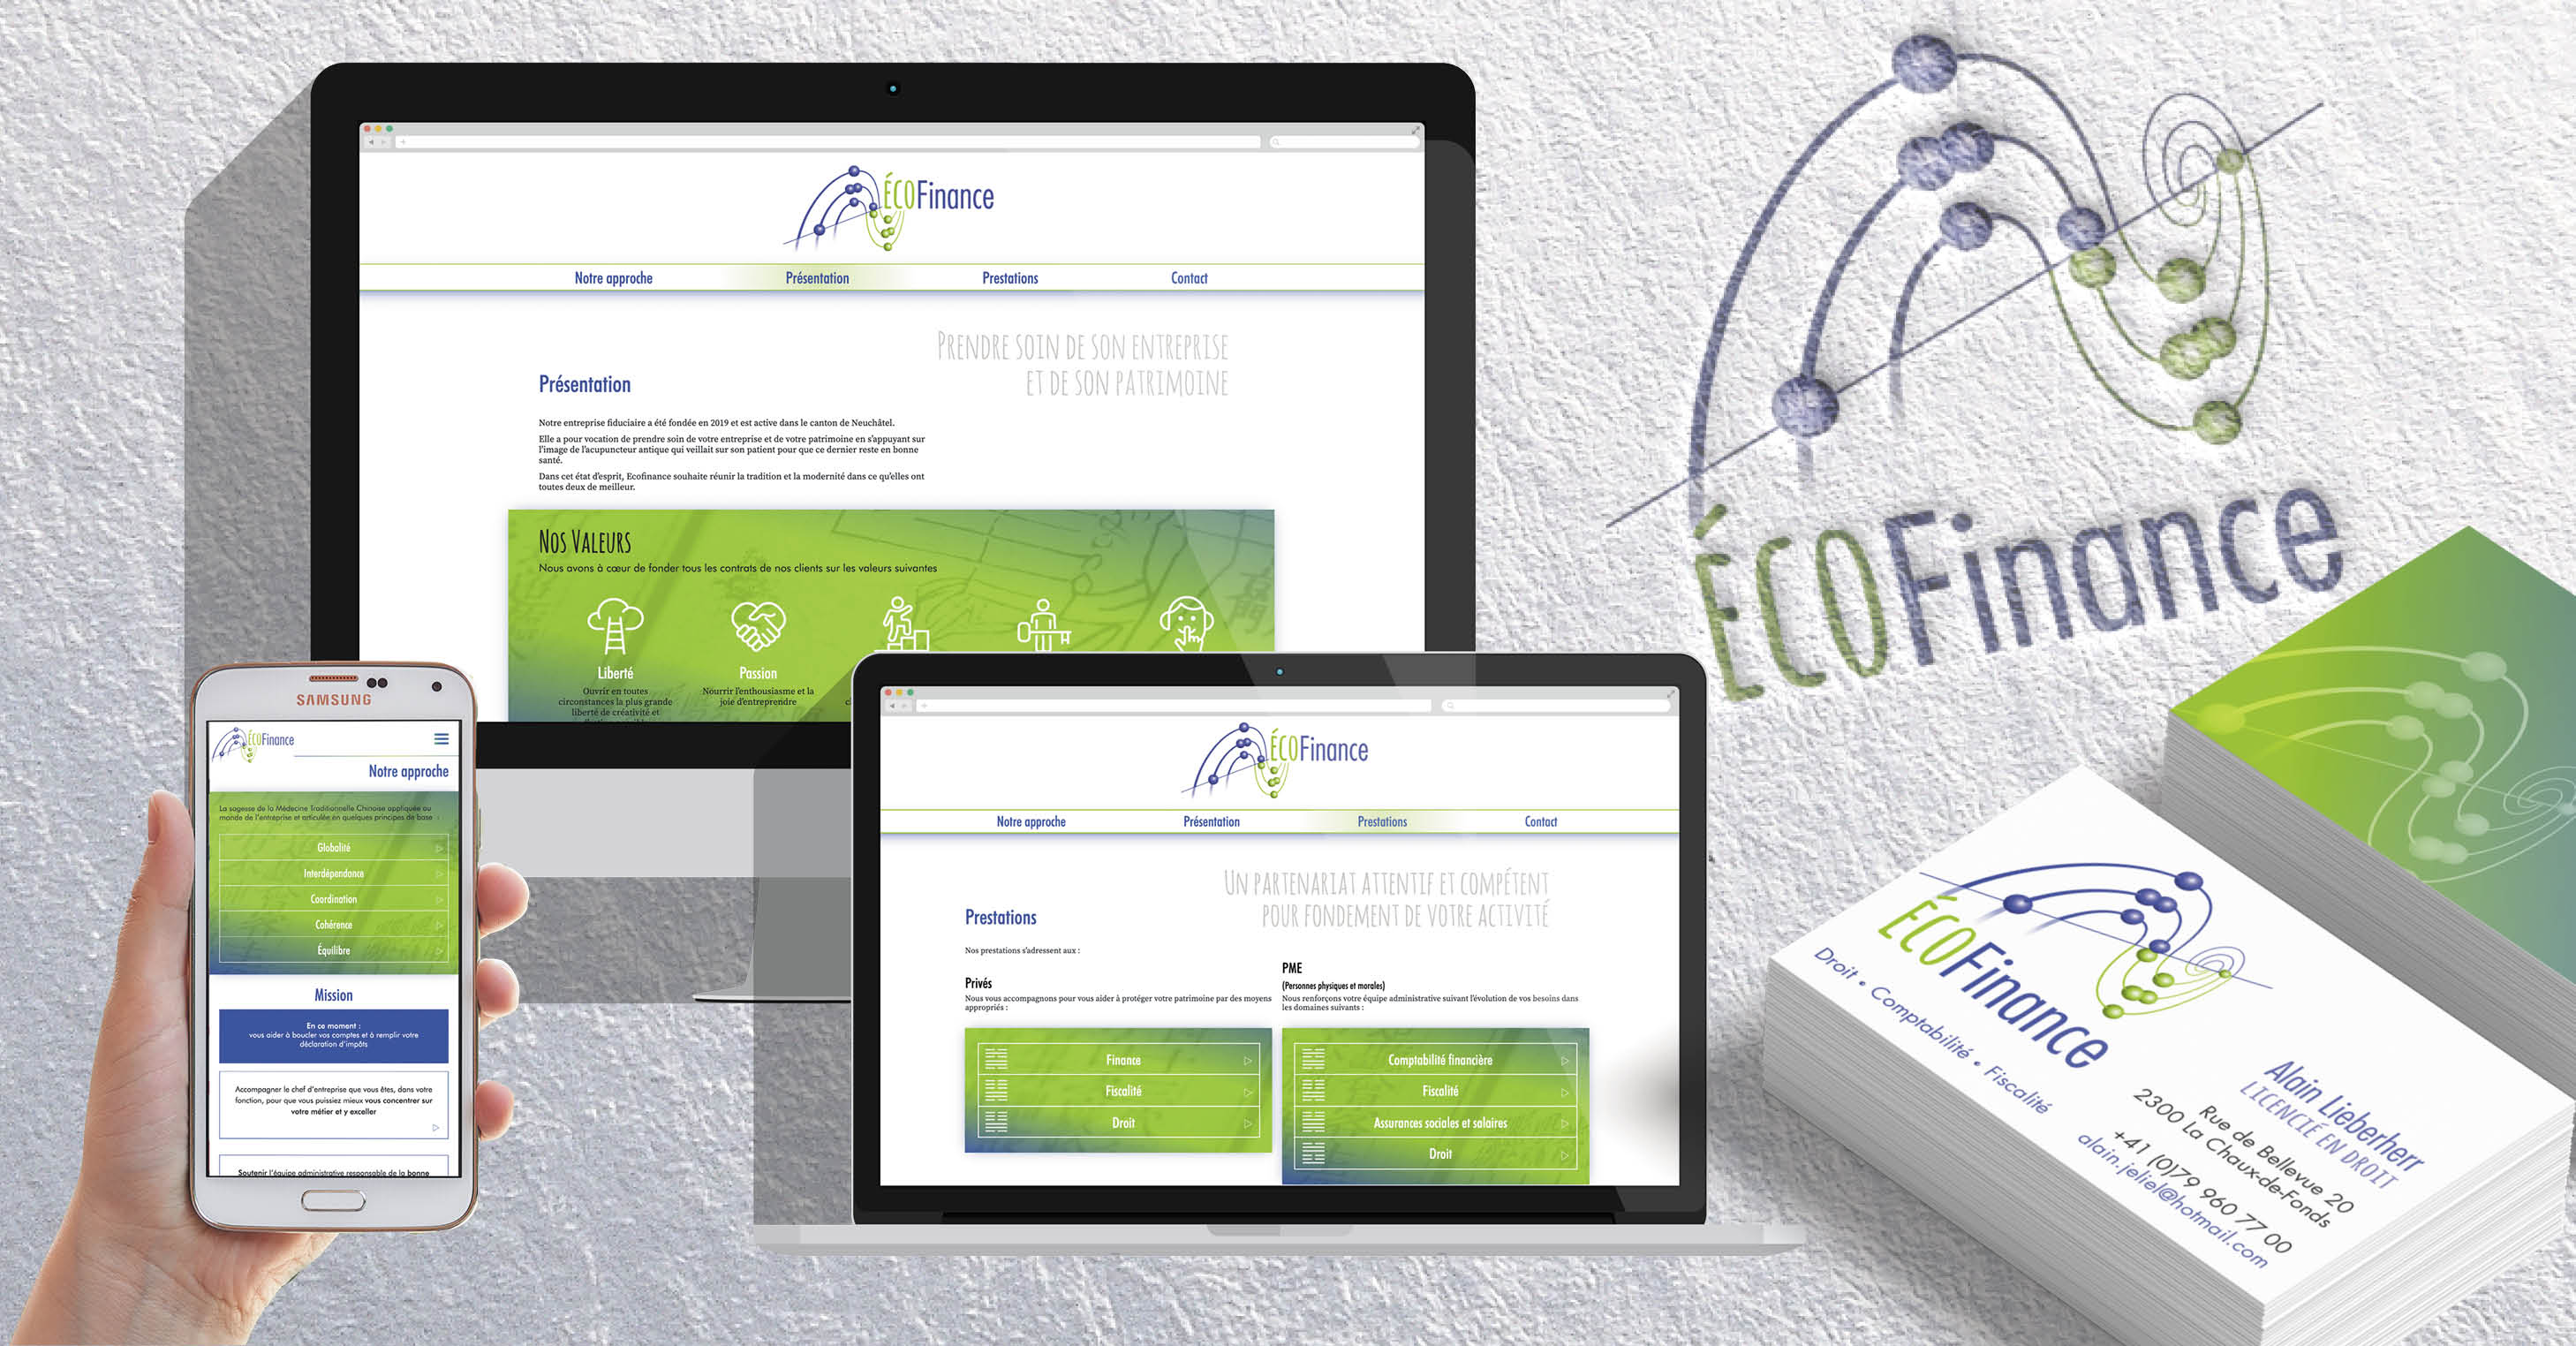 ÉCOFinance
Notre approche
Présentation
Prestations
Contact
PRENDRE SOIN DE SON ENTREPRISE
ET DE SON PATRIMOINE
Présentation
Notre entreprise fiduciaire a été fondée en 2019 et est active dans le canton de Neuchâtel.
Elle a pour vocation de prendre soin de votre entreprise et de votre patrimoine en s'appuyant sur
l'image de l'acupuncteur antique qui veillait sur son patient pour que ce dernier reste en bonne
santé.
Dans cet état d'esprit, Ecofinance souhaite réunir la tradition et la modernité dans ce qu'elles ont
toutes deux de meilleur.
NOS VALEURS
Nous avons à cœur de fonder tous les contrats de nos clients sur les valeurs suivantes
Liberté
Ouvrir en toutes
circonstances la plus grande
liberté de créativité et
Passion
Nourrir l'enthousiasme et la
joie d'entreprendre
SAMSUNG
ÉCOFinance
Notre approche
La sagesse de la Médecine Traditionnelle Chinoise appliquée au
monde de l'entreprise et articulée en quelques principes de base :
Globalité
Interdépendance
Coordination
Cohérence
Équilibre
Mission
En ce moment :
vous aider à boucler vos comptes et à remplir votre
déclaration d'impôts
Accompagner le chef d'entreprise que vous êtes, dans votre
fonction, pour que vous puissiez mieux vous concentrer sur
votre métier et y exceller
Soutenir l'équipe administrative responsable de la bonne
ÉCOFinance
Notre approche
Présentation
Prestations
Contact
UN PARTENARIAT ATTENTIF ET COMPÉTENT
POUR FONDEMENT DE VOTRE ACTIVITÉ
Prestations
Nos prestations s'adressent aux :
Privés
Nous vous accompagnons pour vous aider à protéger votre patrimoine par des moyens
appropriés :
Finance
Fiscalité
Droit
PME
(Personnes physiques et morales)
Nous renforçons votre équipe administrative suivant l'évolution de vos besoins dans
les domaines suivants :
Comptabilité financière
Fiscalité
Assurances sociales et salaires
Droit
ÉCOFinance
ÉCOFinance
Droit • Comptabilité • Fiscalité
Alain Lieberherr
LICENCIÉ EN DROIT
Rue de Bellevue 20
2300 La Chaux-de-Fonds
+41 (0)79 960 77 00
alain.jeliel@hotmail.com